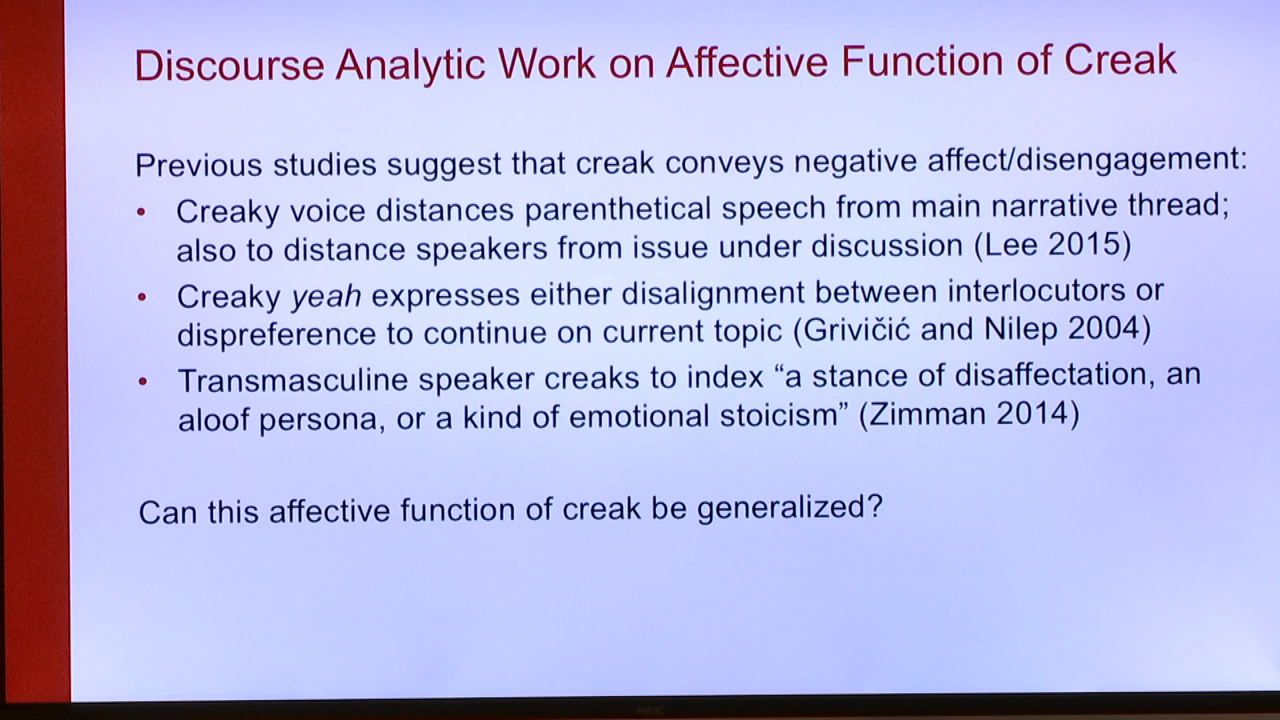 Discourse Analytic Work on Affective Function of Creak
Previous studies suggest that creak conveys negative affect/disengagement:
• Creaky voice distances parenthetical speech from main narrative thread;
also to distance speakers from issue under discussion (Lee 2015)
• Creaky yeah expresses either disalignment between interlocutors or
dispreference to continue on current topic (Grivičić and Nilep 2004)
• Transmasculine speaker creaks to index “a stance of disaffectation, an
aloof persona, or a kind of emotional stoicism” (Zimman 2014)
Can this affective function of creak be generalized?
NEC